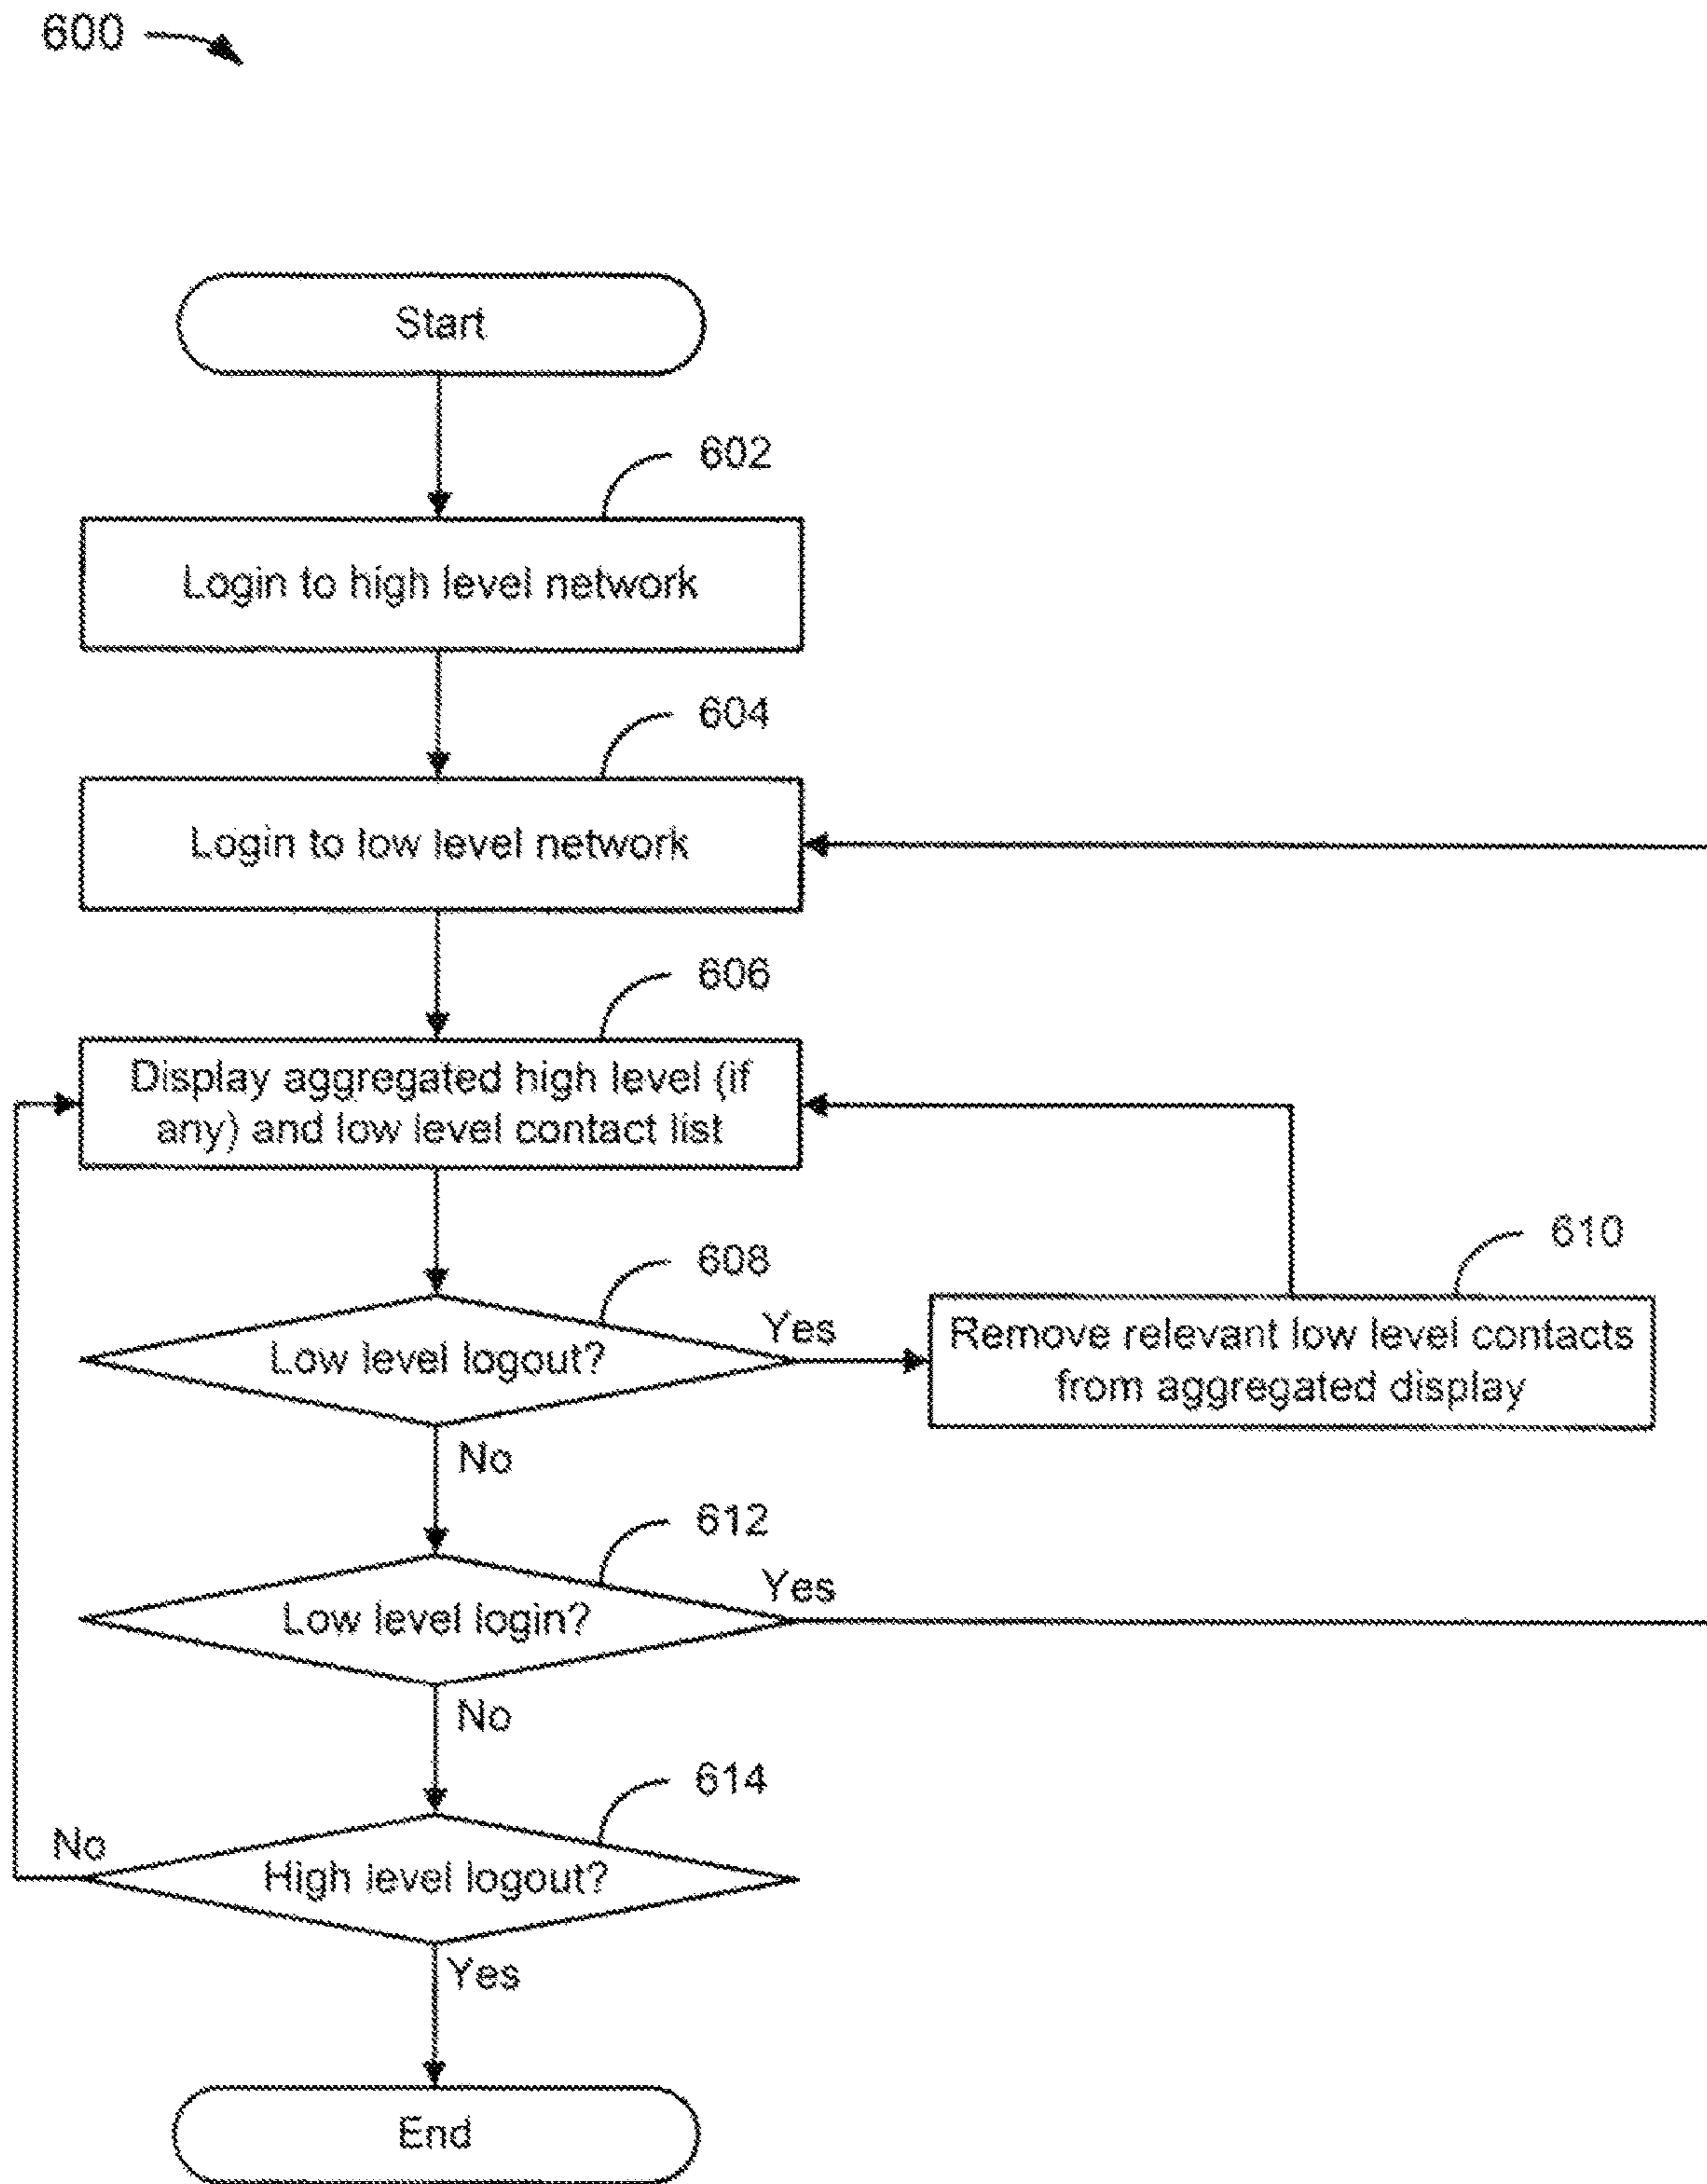 600
Start
602
Login to high level network
604
Login to low level network
606
Display aggregated high level (if
any) and low level contact list
608
Low level logout?
Yes
610
Remove relevant low level contacts
from aggregated display
No
612
Low level login?
Yes
No
614
High level logout?
No
Yes
End